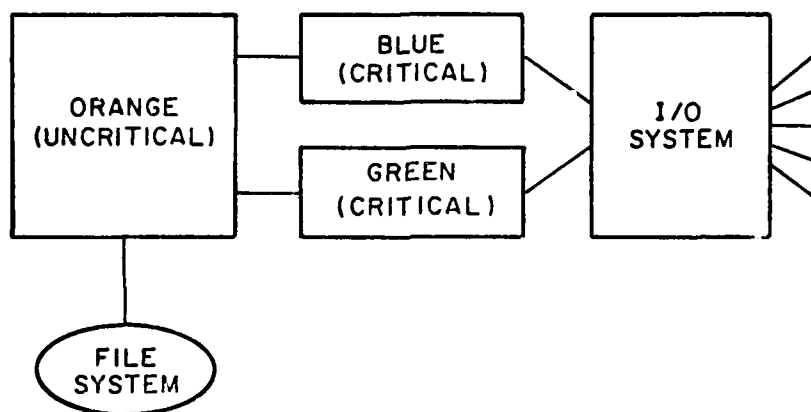 ORANGE
(UNCRITICAL)
BLUE
(CRITICAL)
GREEN
(CRITICAL)
I/O
SYSTEM
FILE
SYSTEM